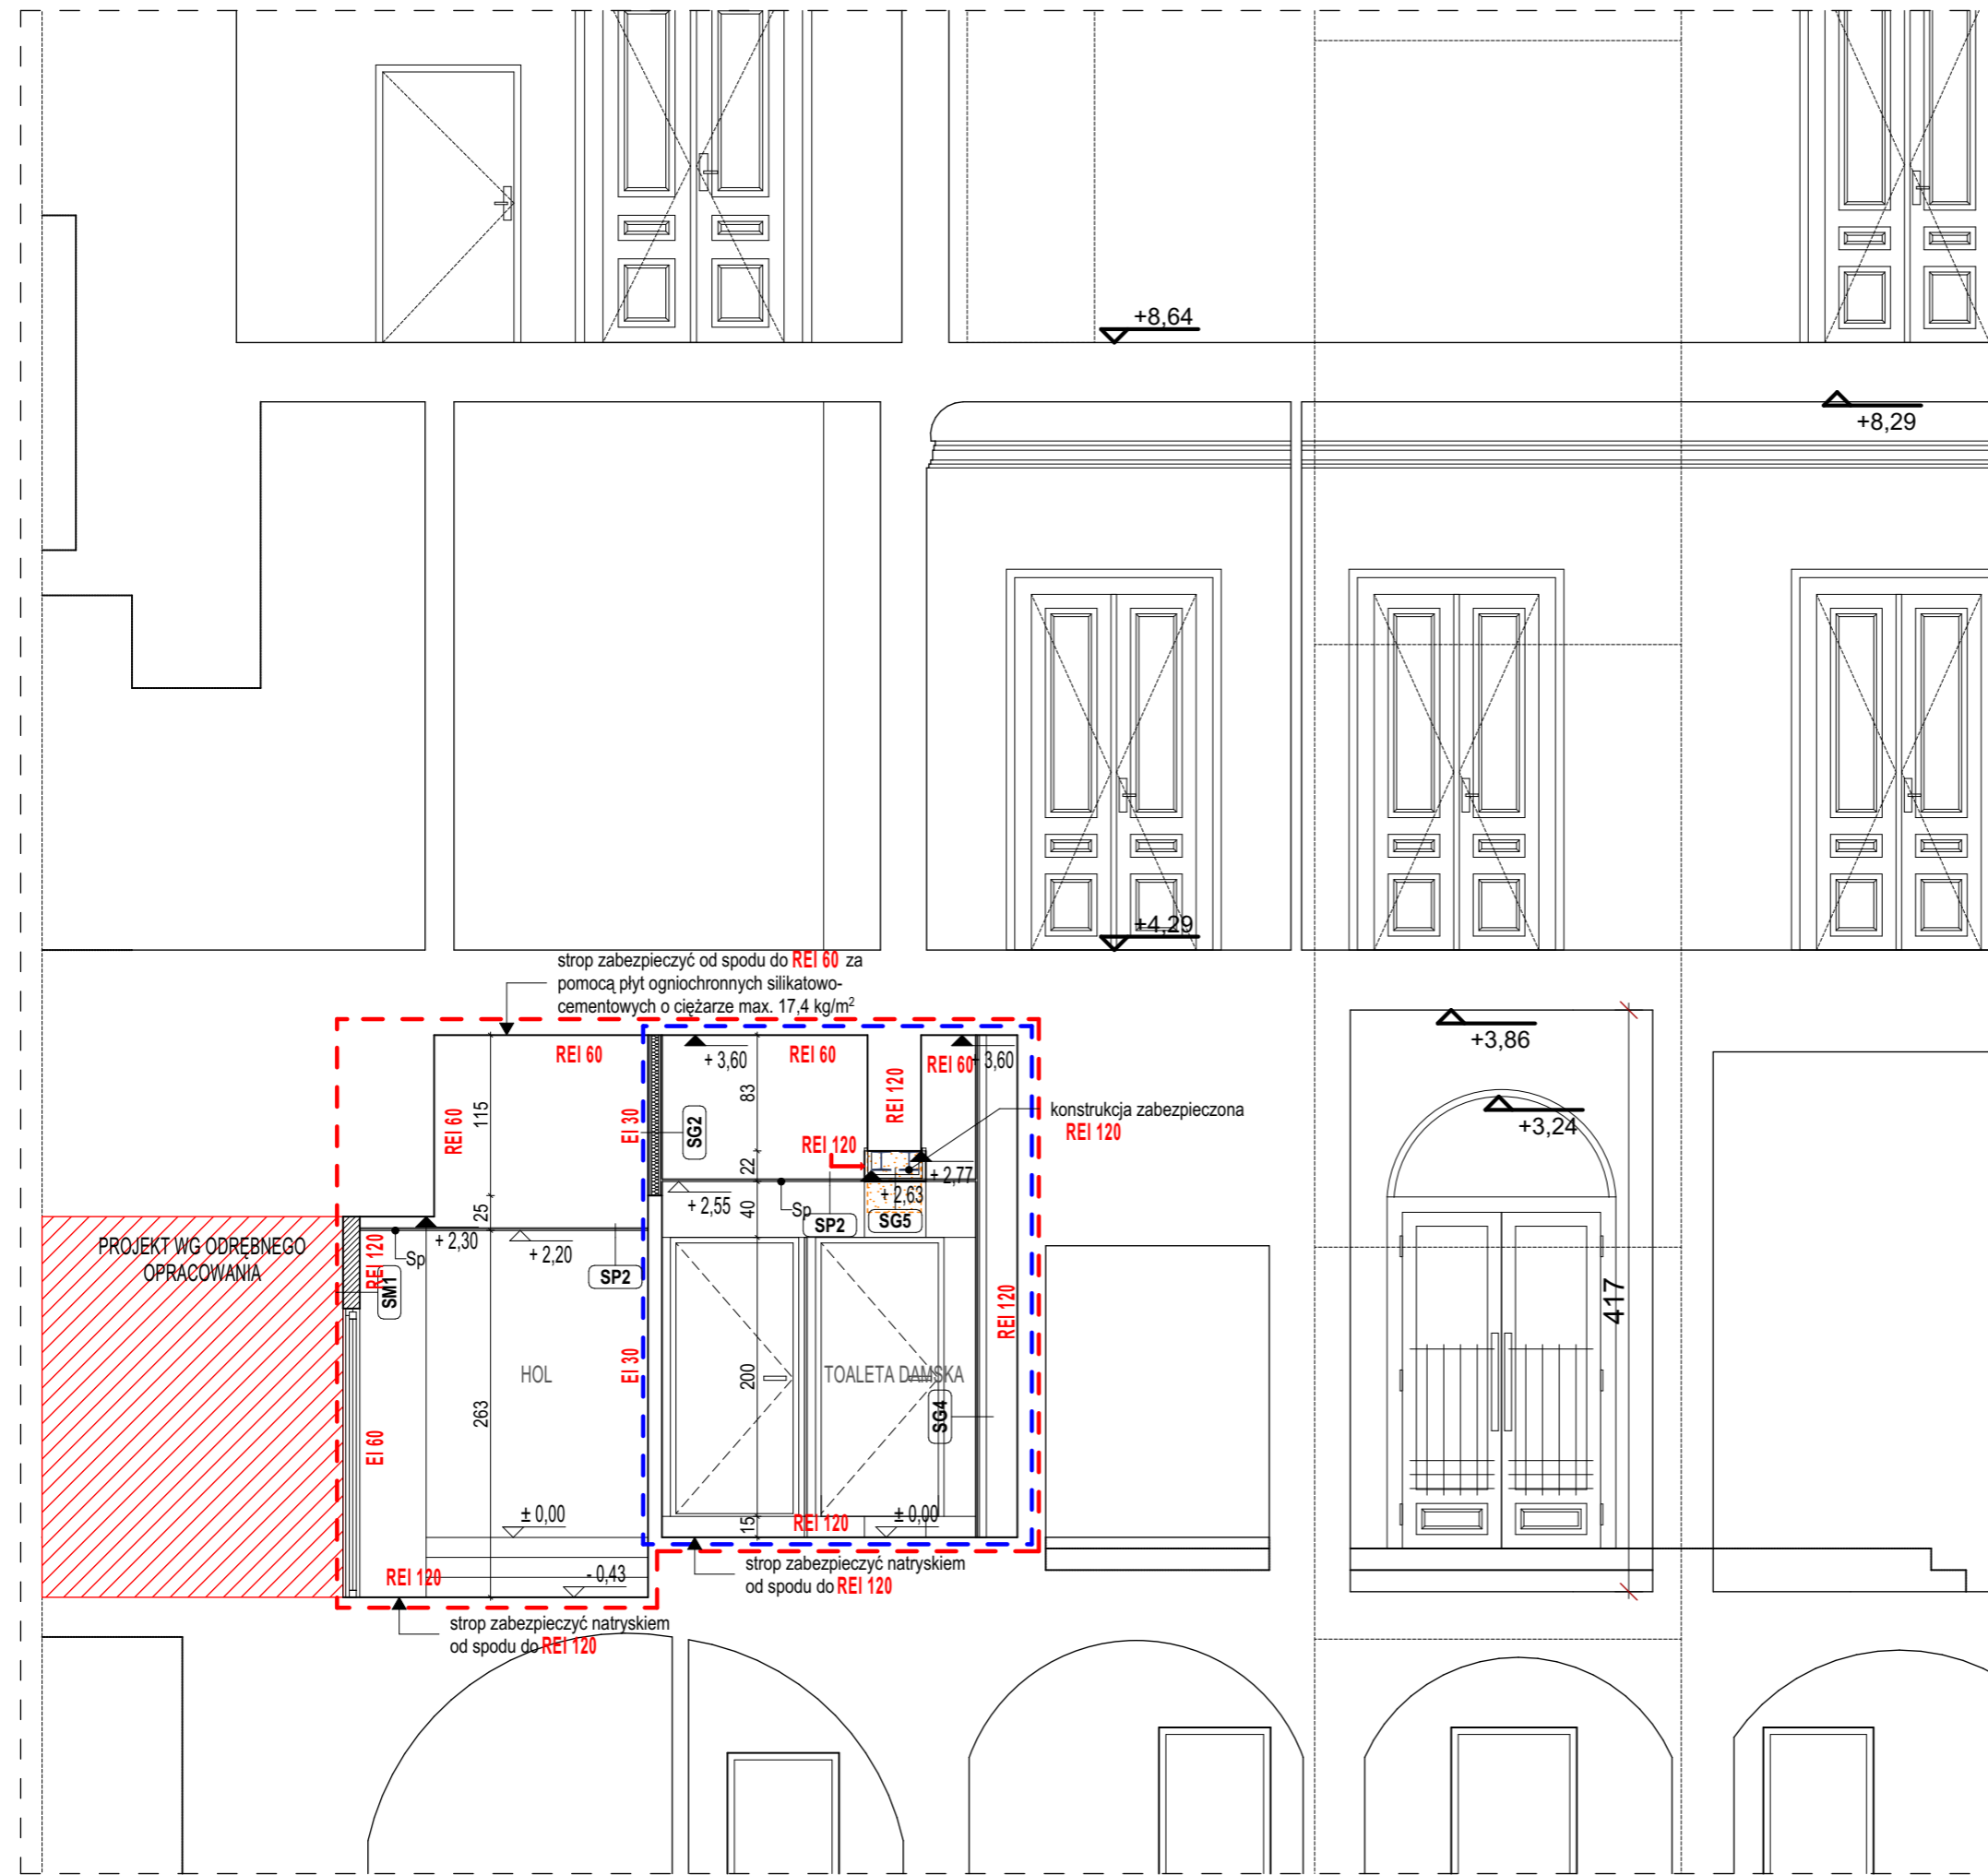 +8,64
+8,29
+4,29
strop zabezpieczyć od spodu do REI 60 za
pomocą płyt ogniochronnych silikatowo-
cementowych o ciężarze max. 17,4 kg/m²
+3,86
REI 60
+ 3,60
REI 60
REI 60
+ 3,60
83
115
REI 60
EI 30
SG2
REI 120
konstrukcja zabezpieczona
REI 120
+3,24
REI 120
22
+ 2,77
+ 2,63
+ 2,55
40
Sp
SP2
SG5
25
PROJEKT WG ODRĘBNEGO
OPRACOWANIA
REI 120
SM1
+ 2,30
Sp
+ 2,20
SP2
417
REI 120
HOL
EI 30
200
TOALETA DAMSKA
SG4
263
EI 60
± 0,00
15
REI 120
± 0,00
strop zabezpieczyć natryskiem
od spodu do REI 120
REI 120
- 0,43
strop zabezpieczyć natryskiem
od spodu do REI 120